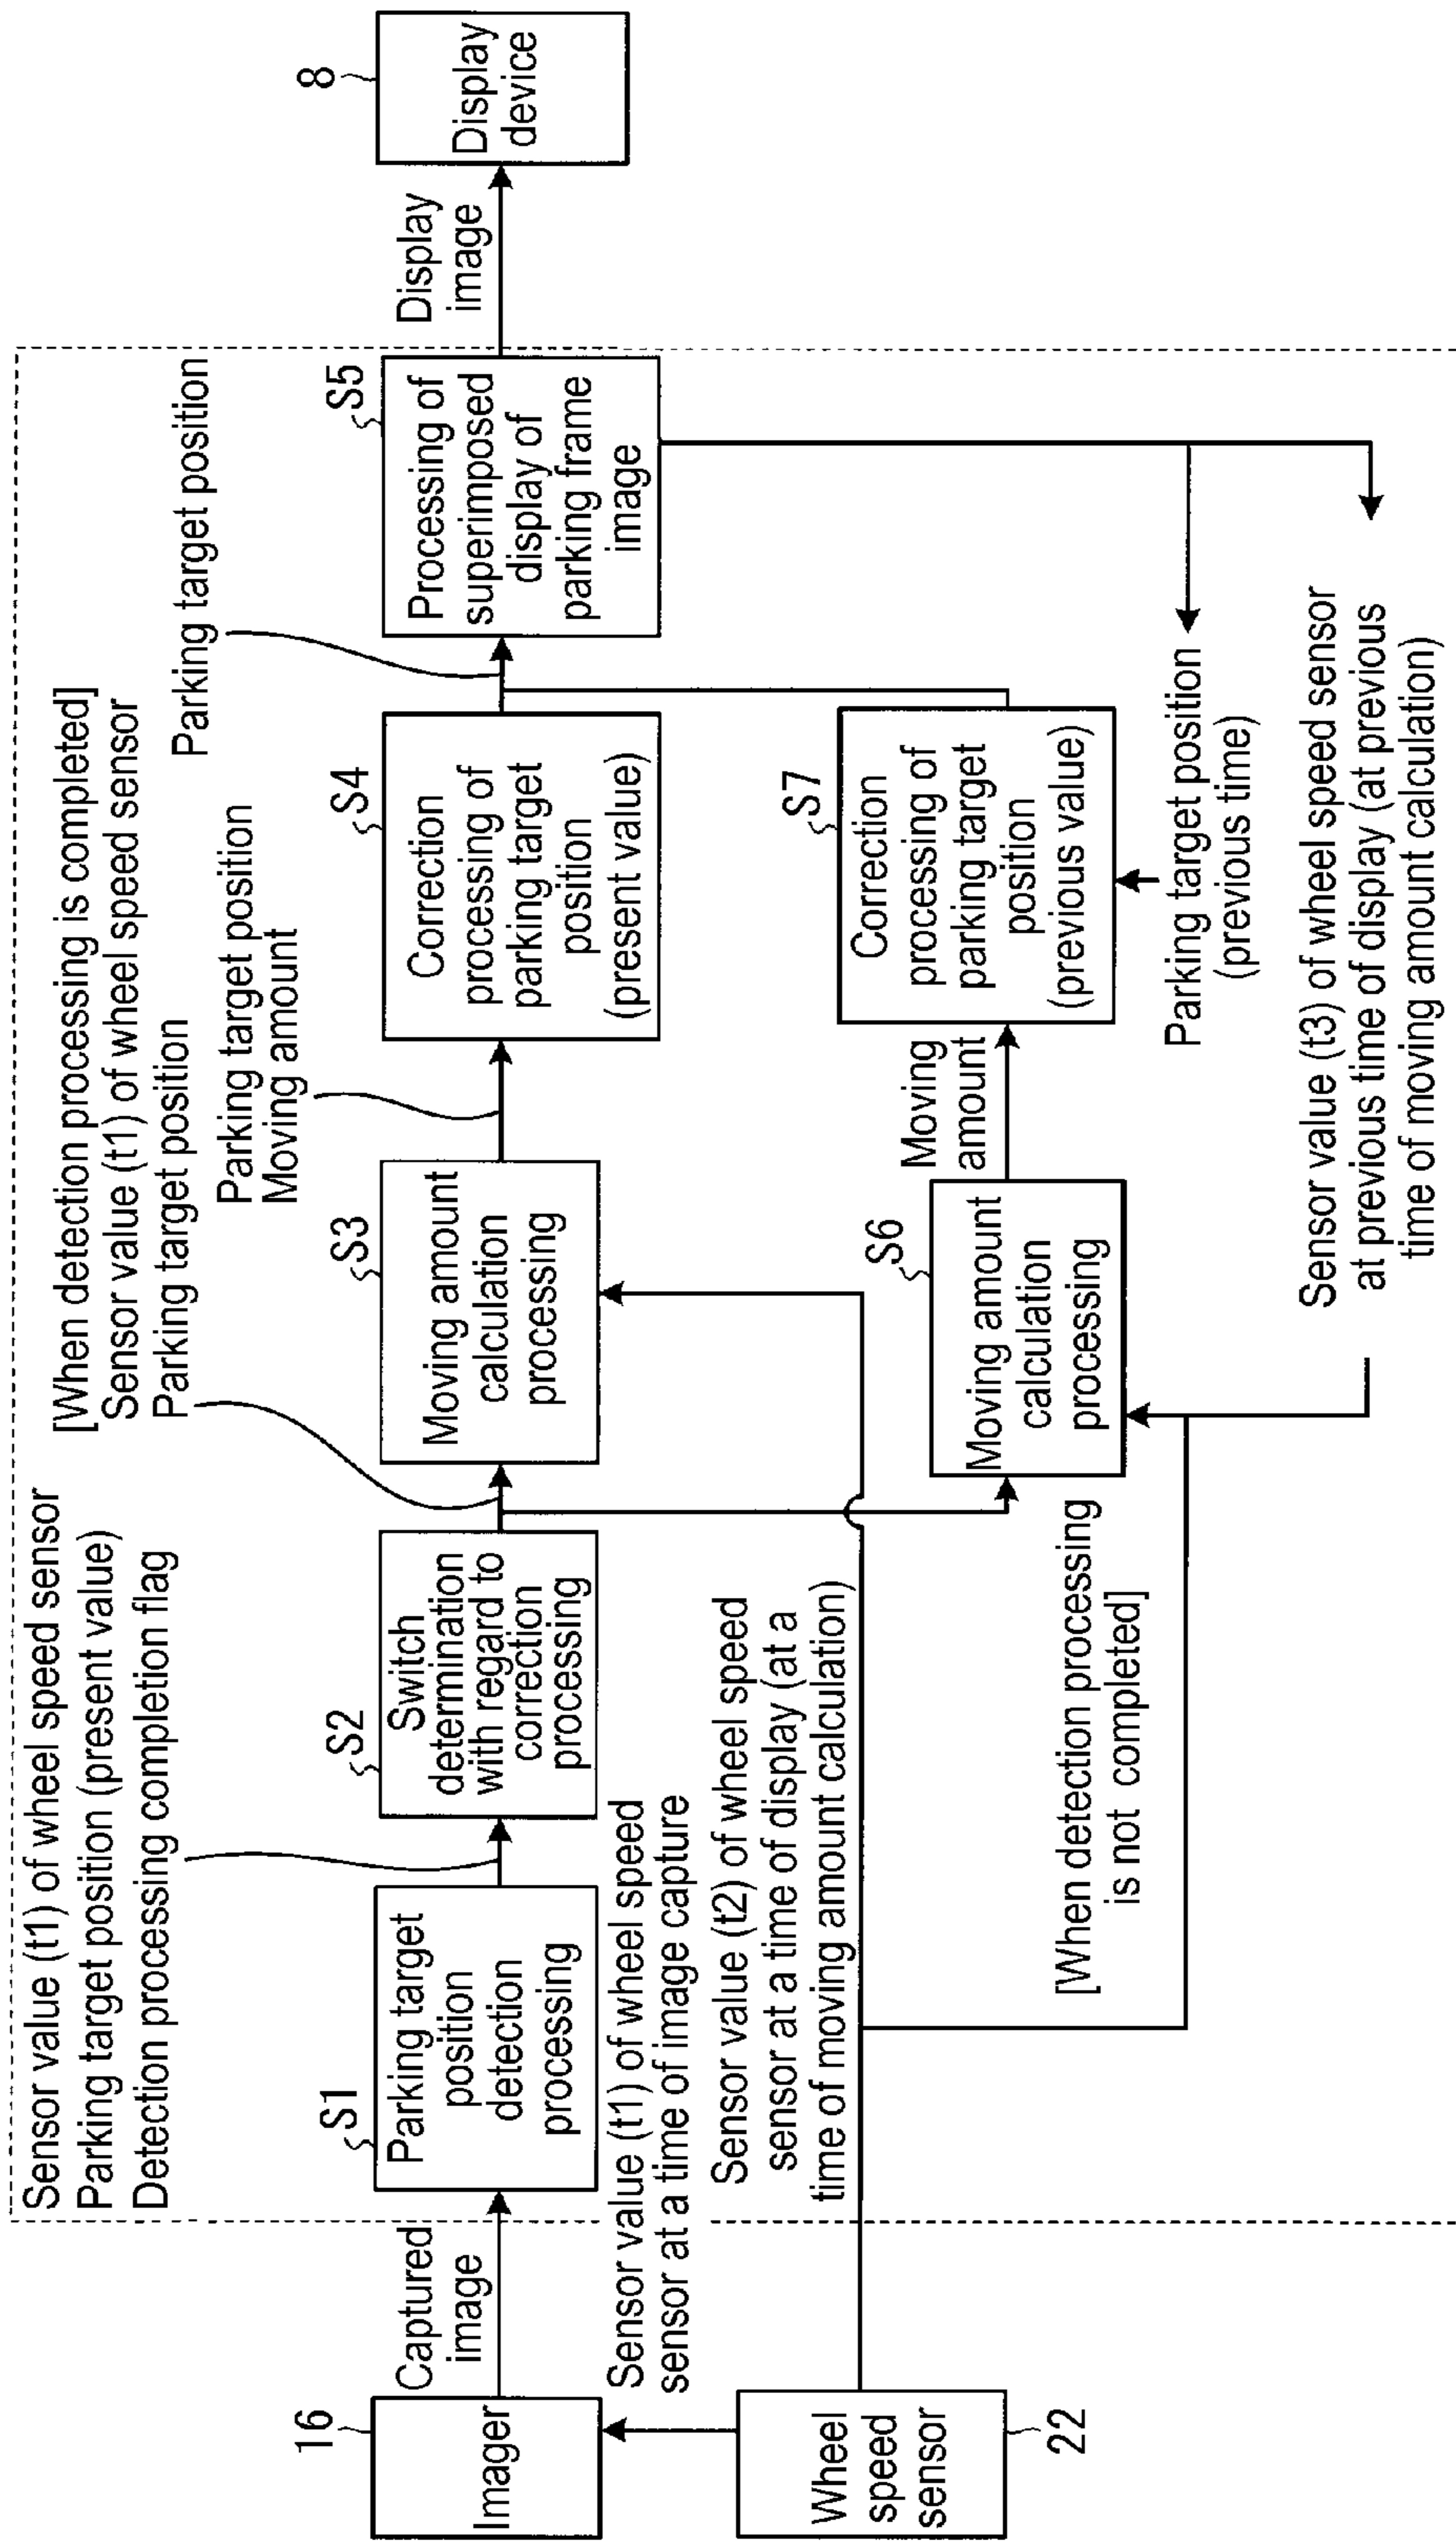 Sensor value (t1) of wheel speed sensor
Parking target position (present value)
Detection processing completion flag
[When detection processing is completed]
Sensor value (t1) of wheel speed sensor
Parking target position
Parking target position
Moving amount
Parking target position
16
Imager
Captured
image
S1
Parking target
position
detection
processing
S2
Switch
determination
with regard to
correction
processing
S3
Moving amount
calculation
processing
S4
Correction
processing of
parking target
position
(present value)
S5
Processing of
superimposed
display of
parking frame
image
Display
image
8
Display
device
Sensor value (t1) of wheel speed
sensor at a time of image capture
Wheel
speed
sensor
22
Sensor value (t2) of wheel speed
sensor at a time of display (at a
time of moving amount calculation)
[When detection processing
is not completed]
S6
Moving amount
calculation
processing
Moving
amount
S7
Correction
processing of
parking target
position
(previous value)
Parking target position
(previous time)
Sensor value (t3) of wheel speed sensor
at previous time of display (at previous
time of moving amount calculation)